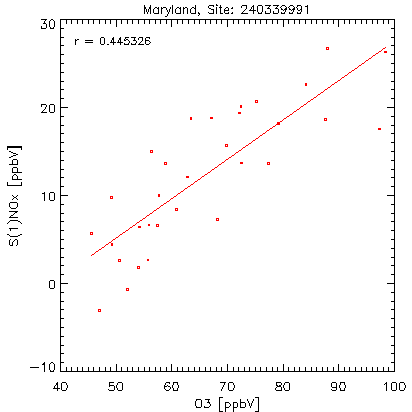 Maryland, Site: 240339991
r = 0.445326
30
20
10
0
-10
S(1)NOx [ppbV]
40 50 60 70 80 90 100
O3 [ppbV]